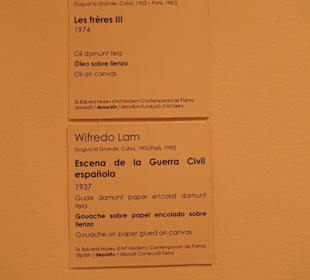 (Sagua la Grande, Cuba, 1902 – París, 1982)
Les frères III
1974
Oli damunt tela
Óleo sobre lienzo
Oil on canvas
Es Baluard Museu d'Art Modern i Contemporani de Palma,
donació / donación / donation Fundació d'Art Serra
Wifredo Lam
(Sagua la Grande, Cuba, 1902-París, 1982)
Escena de la Guerra Civil
española
1937
Guaix damunt paper encolat damunt
tela
Gouache sobre papel encolado sobre
lienzo
Gouache on paper glued on canvas
Es Baluard Museu d'Art Modern i Contemporani de Palma,
dipòsit / depósito / deposit Col·lecció Serra